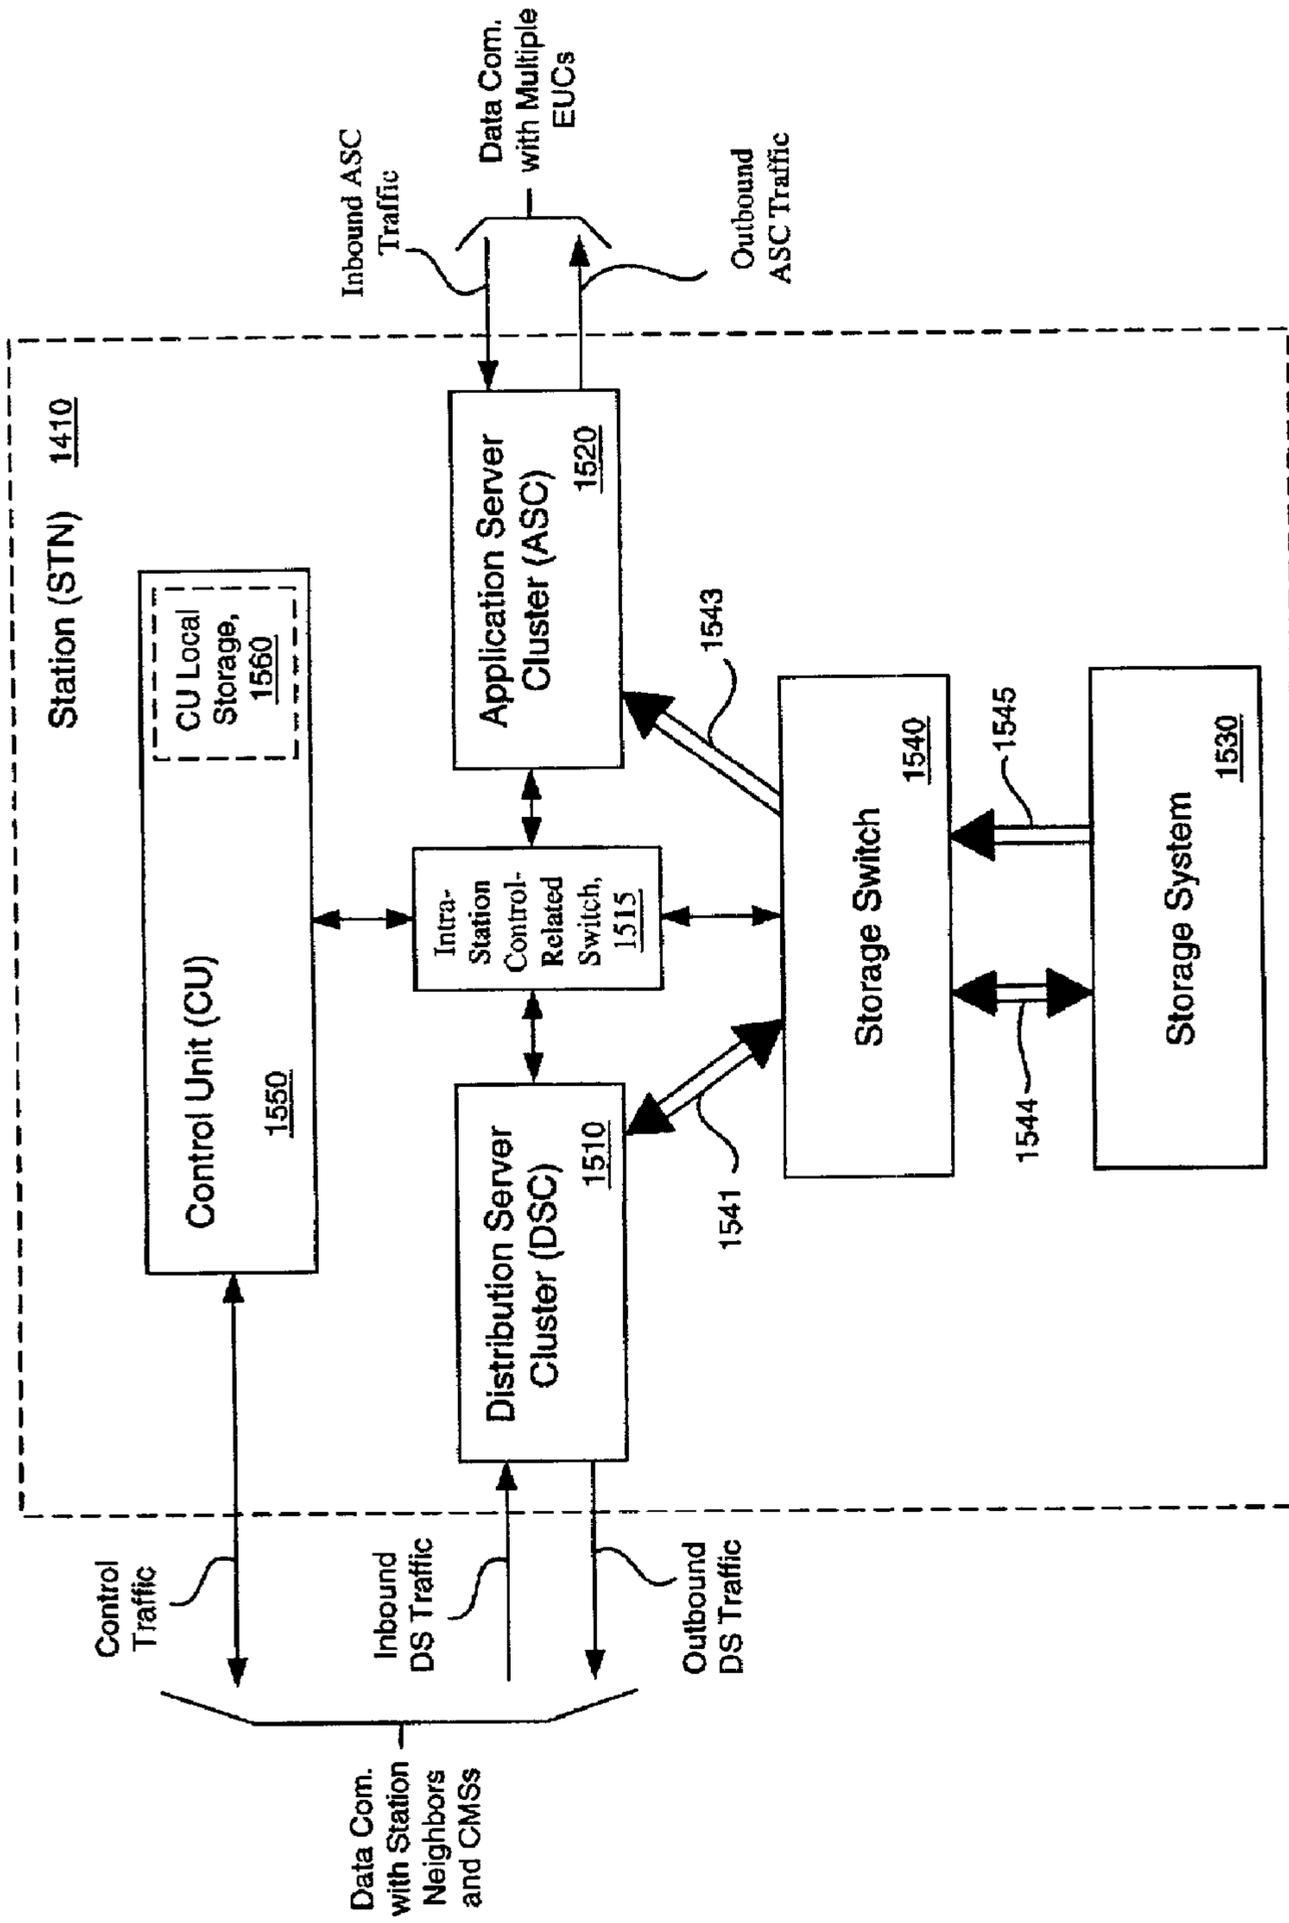 Station (STN)
1410
Control Unit (CU)
1550
CU Local
Storage,
1560
Control
Traffic
Intra-
Station
Control-
Related
Switch,
1515
Distribution Server
Cluster (DSC)
1510
Application Server
Cluster (ASC)
1520
Inbound
DS Traffic
Outbound
DS Traffic
Data Com.
with Station
Neighbors
and CMSs
Inbound ASC
Traffic
Data Com.
with Multiple
EUCs
Outbound
ASC Traffic
1541
1543
Storage Switch
1540
1544
1545
Storage System
1530